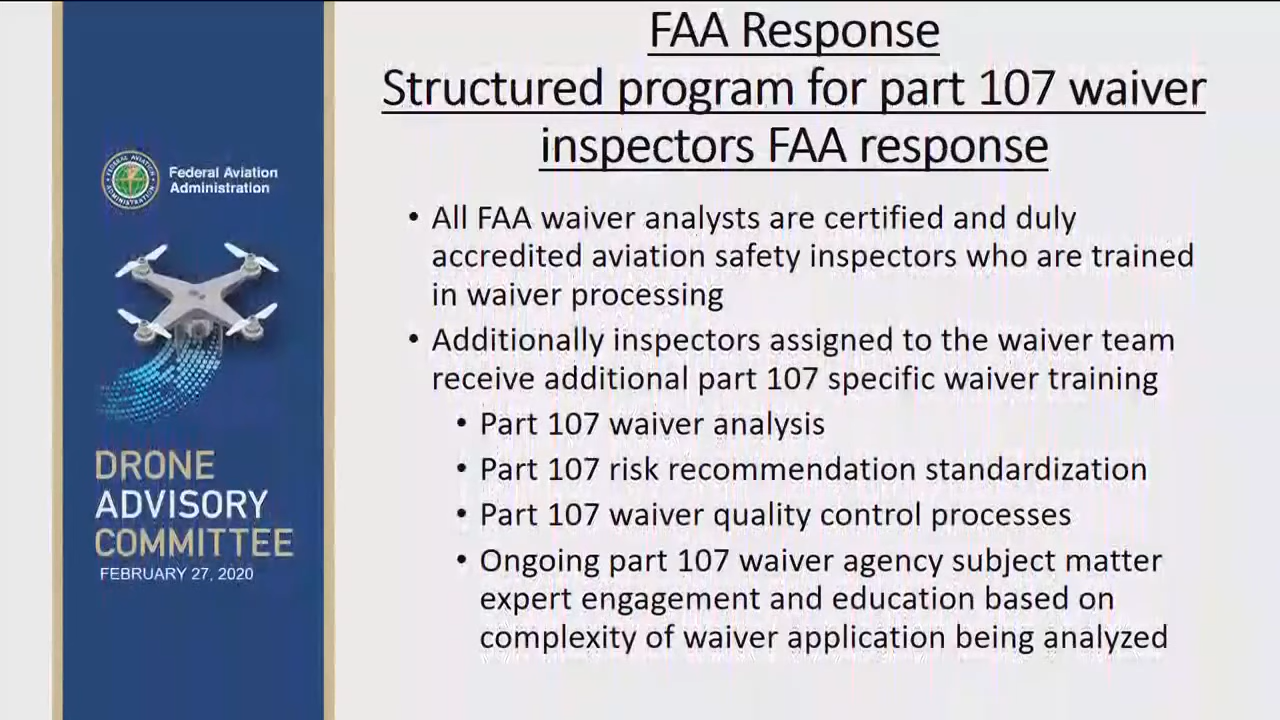 FAA Response
Structured program for part 107 waiver
inspectors FAA response
FEDERAL AVIATION ADMINISTRATION
Federal Aviation
Administration
DRONE
ADVISORY
COMMITTEE
FEBRUARY 27, 2020
• All FAA waiver analysts are certified and duly
accredited aviation safety inspectors who are trained
in waiver processing
• Additionally inspectors assigned to the waiver team
receive additional part 107 specific waiver training
• Part 107 waiver analysis
• Part 107 risk recommendation standardization
• Part 107 waiver quality control processes
• Ongoing part 107 waiver agency subject matter
expert engagement and education based on
complexity of waiver application being analyzed